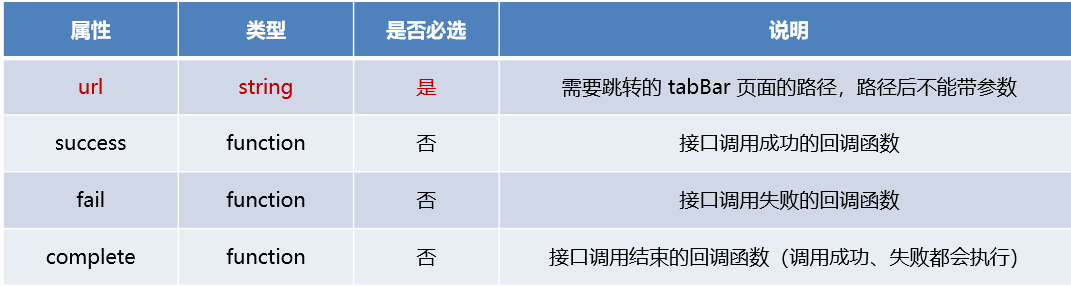 属性 类型 是否必选 说明
url string 是 需要跳转的 tabBar 页面的路径，路径后不能带参数
success function 否 接口调用成功的回调函数
fail function 否 接口调用失败的回调函数
complete function 否 接口调用结束的回调函数（调用成功、失败都会执行）